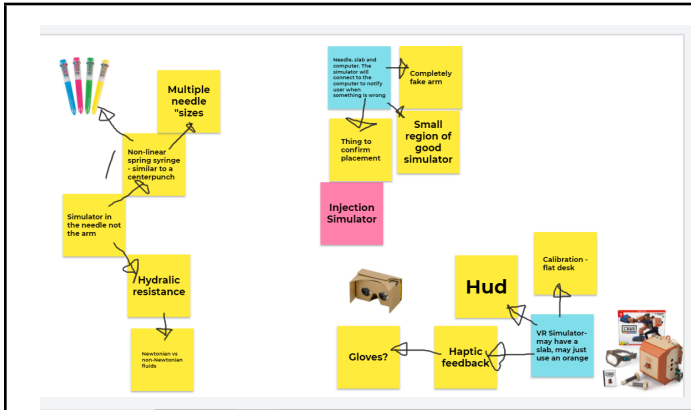 Multiple
needle
"sizes
Non-linear
spring syringe
- similar to a
centerpunch
Simulator in
the needle not
the arm
Hydralic
resistance
Newtonian vs
non-Newtonian
fluids
Needle, slab and
computer. The
simulator will
connect to the
computer to notify
user when
something is wrong
Completely
fake arm
Thing to
confirm
placement
Small
region of
good
simulator
Injection
Simulator
Calibration -
flat desk
Hud
VR Simulator-
may have a
slab, may just
use an orange
Haptic
feedback
Gloves?